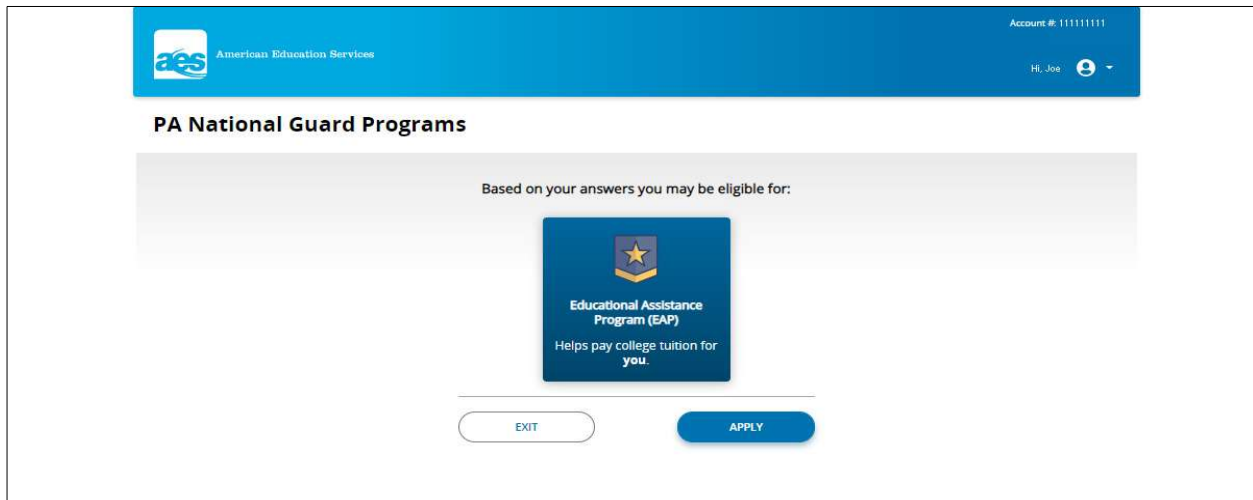 Account #: 111111111
aes
American Education Services
Hi, Joe
PA National Guard Programs
Based on your answers you may be eligible for:
Educational Assistance
Program (EAP)
Helps pay college tuition for
you.
EXIT
APPLY